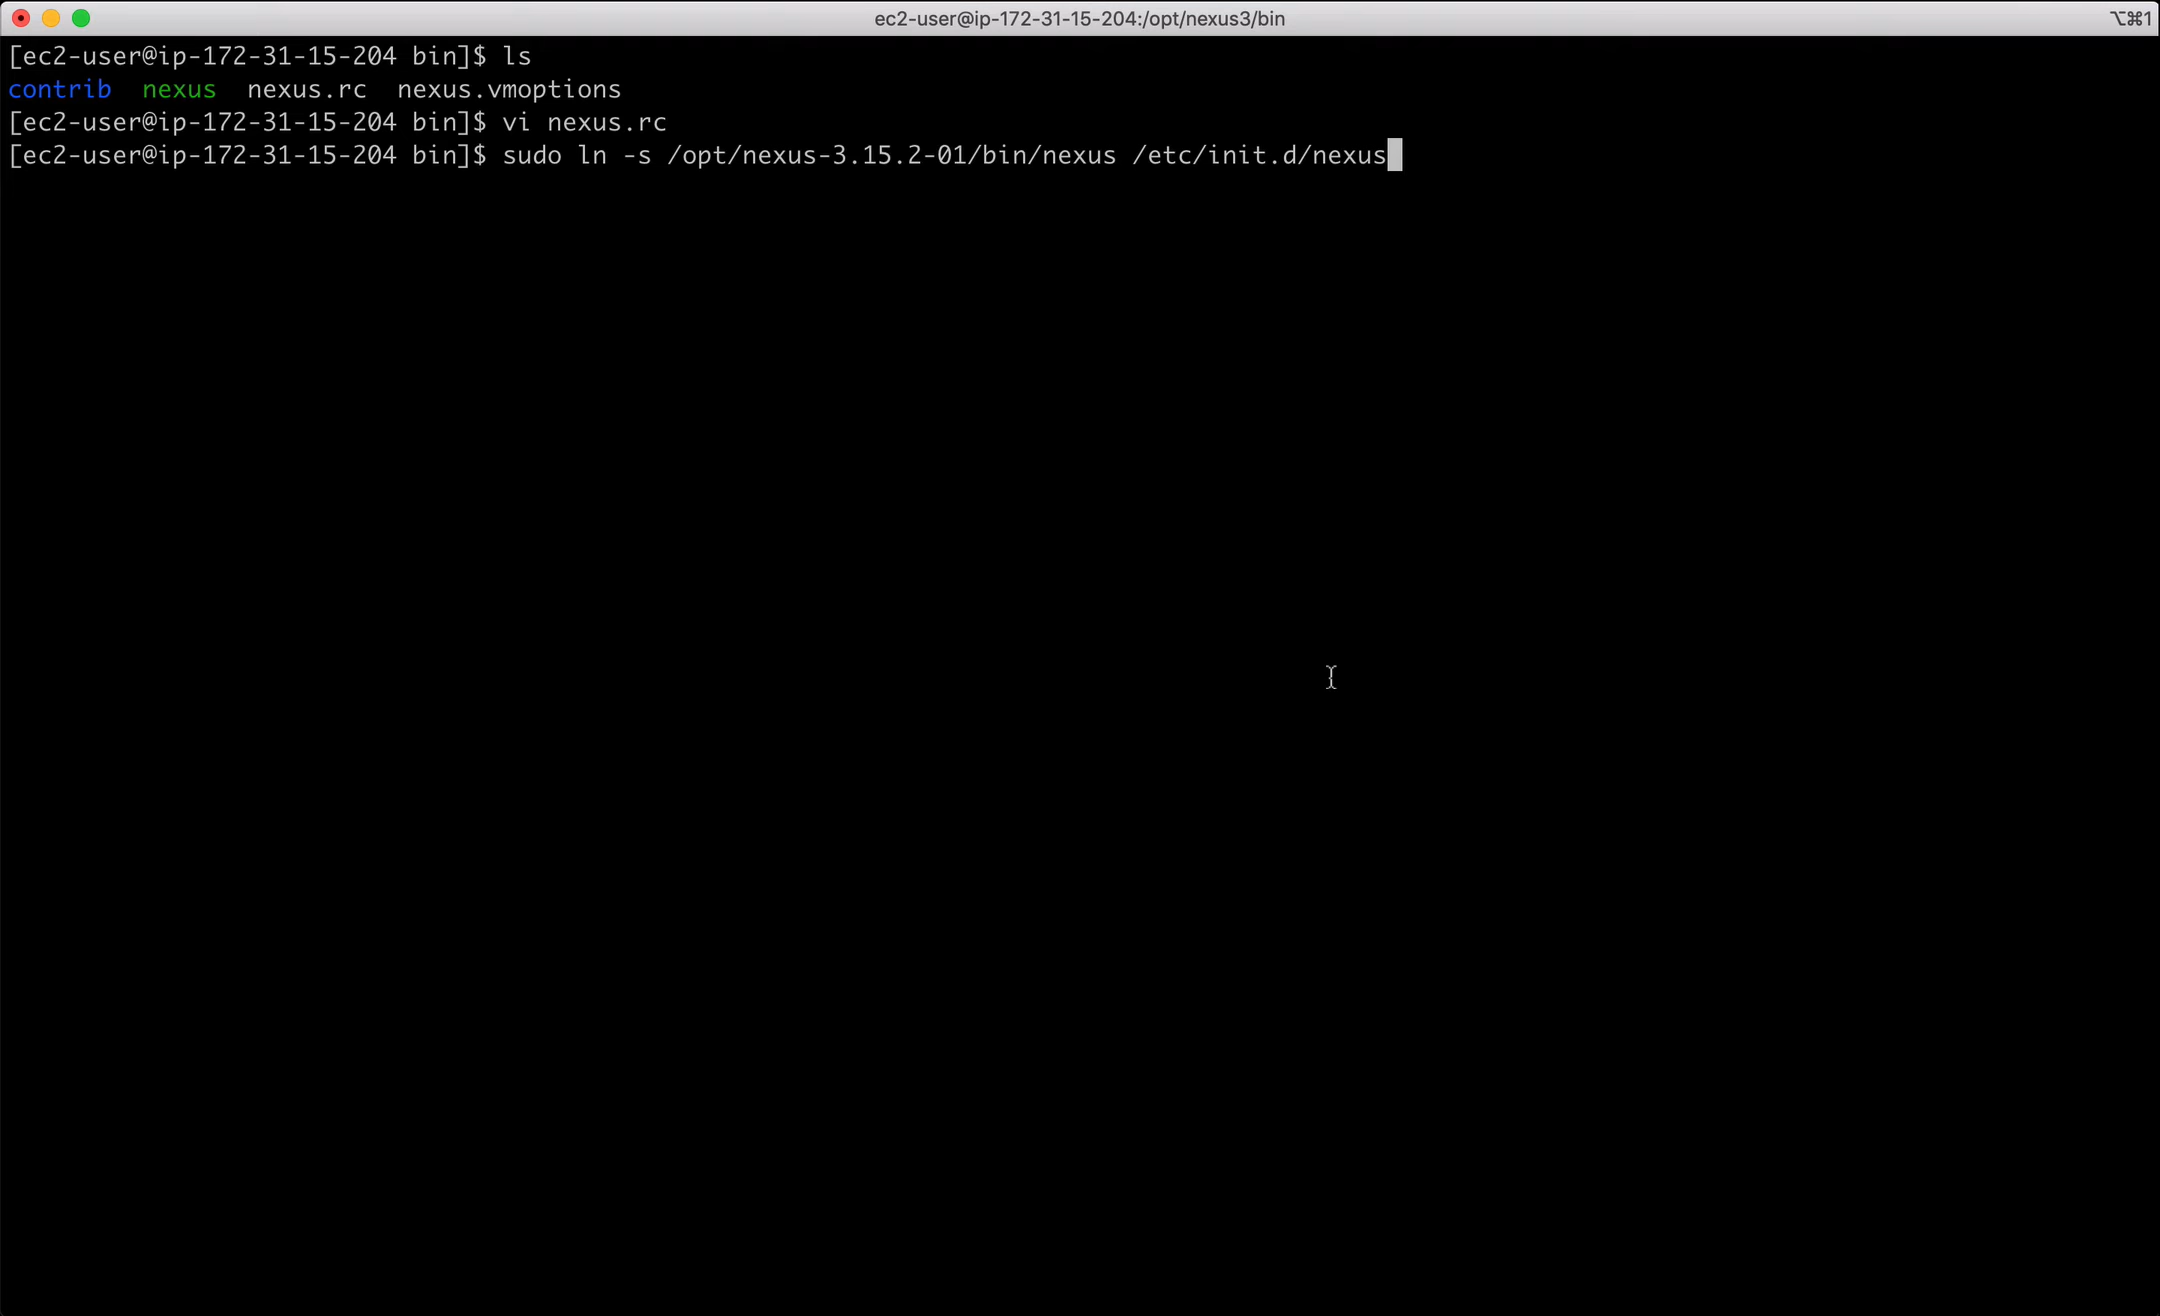 ec2-user@ip-172-31-15-204:/opt/nexus3/bin
⌥⌘1
[ec2-user@ip-172-31-15-204 bin]$ ls
contrib  nexus  nexus.rc  nexus.vmoptions
[ec2-user@ip-172-31-15-204 bin]$ vi nexus.rc
[ec2-user@ip-172-31-15-204 bin]$ sudo ln -s /opt/nexus-3.15.2-01/bin/nexus /etc/init.d/nexus